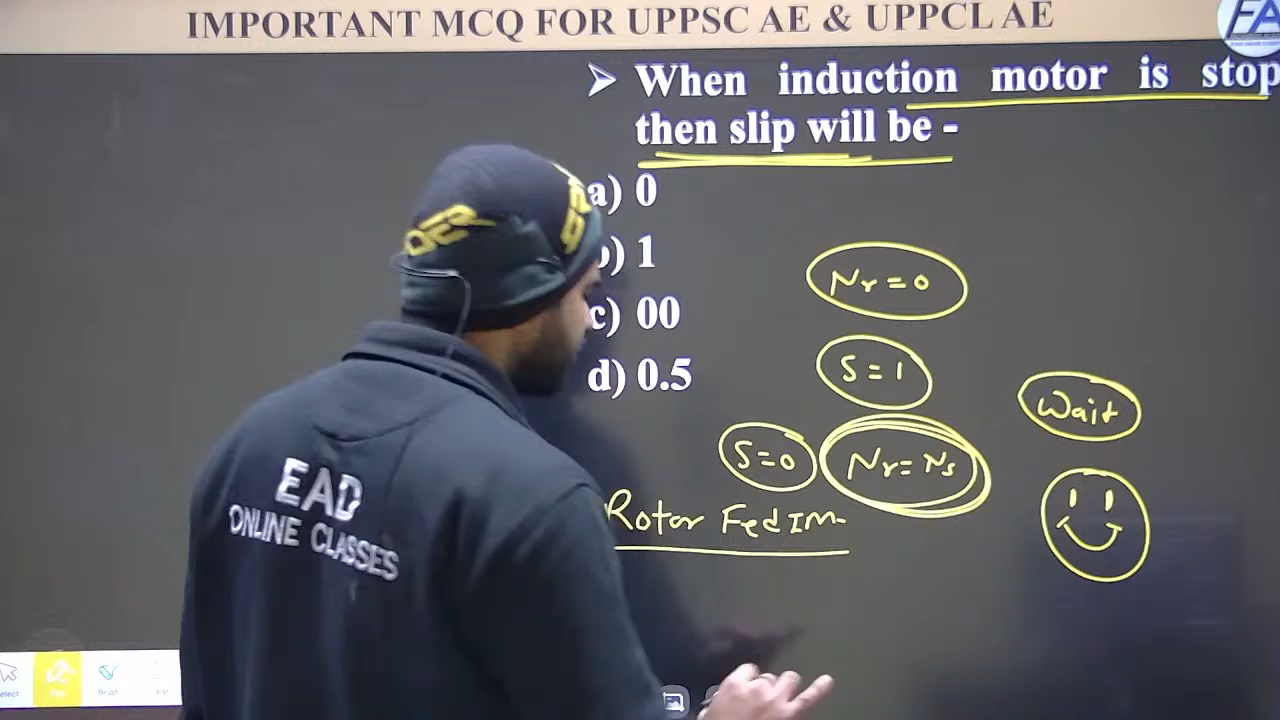 IMPORTANT MCQ FOR UPPSC AE & UPPCL AE
EA
➢ When induction motor is stop
then slip will be -
a) 0
b) 1
c) 00
d) 0.5
Nr = 0
S = 1
Wait
S=0
Nr = Ns
Rotor Fed IM-
EAD
ONLINE CLASSES